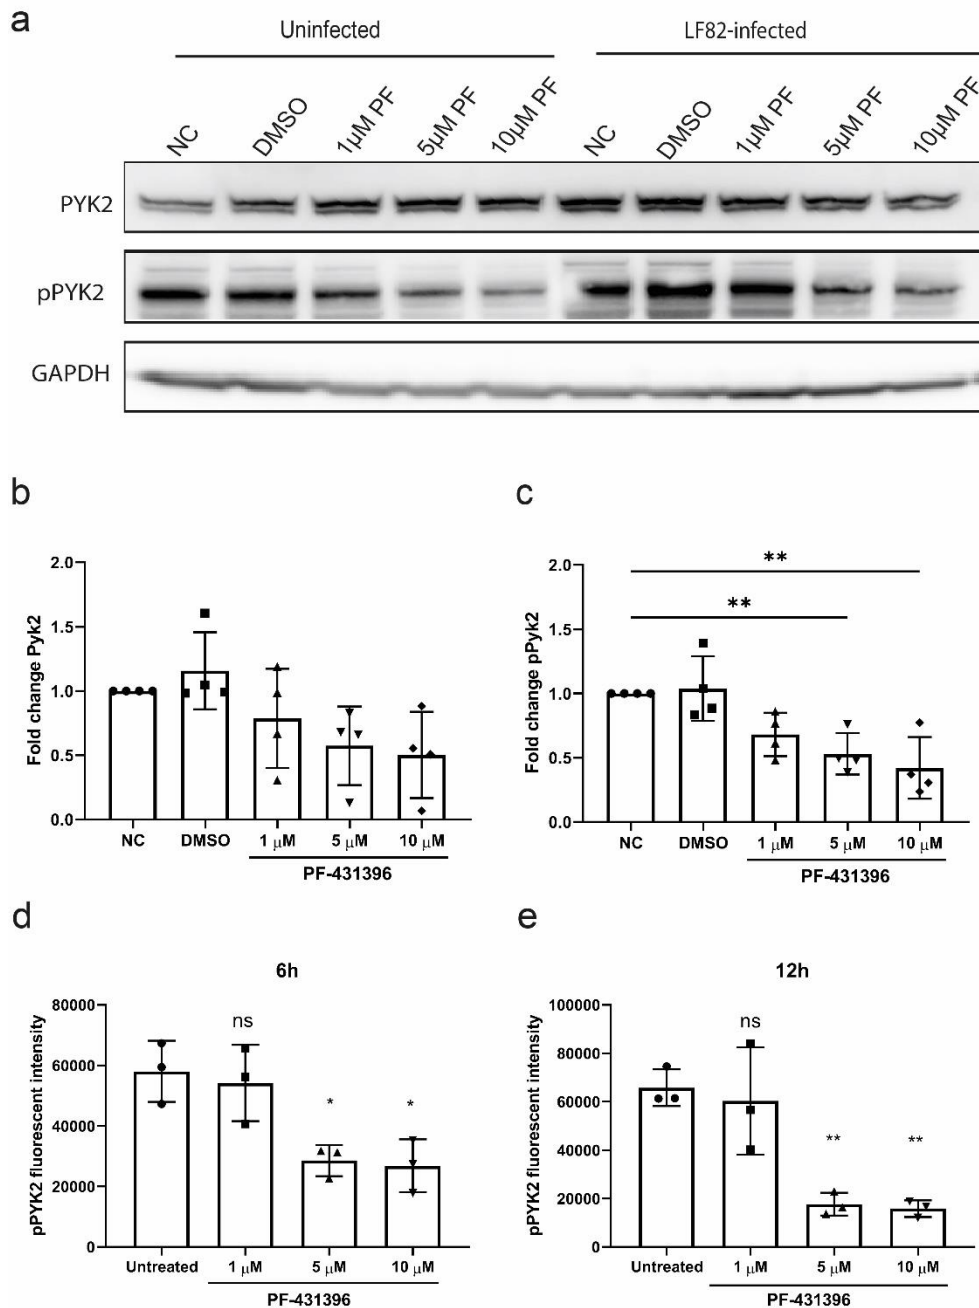 a
Uninfected LF82-infected
NC DMSO 1µM PF 5µM PF 10µM PF NC DMSO 1µM PF 5µM PF 10µM PF
PYK2
pPYK2
GAPDH
b
Fold change Pyk2
2.0
1.5
1.0
0.5
0.0
NC DMSO 1 µM 5 µM 10 µM
PF-431396
c
Fold change pPyk2
2.0
1.5
1.0
0.5
0.0
**
**
NC DMSO 1 µM 5 µM 10 µM
PF-431396
d
6h
pPYK2 fluorescent intensity
80000
60000
40000
20000
0
ns * *
Untreated 1 µM 5 µM 10 µM
PF-431396
e
12h
pPYK2 fluorescent intensity
100000
80000
60000
40000
20000
0
ns ** **
Untreated 1 µM 5 µM 10 µM
PF-431396